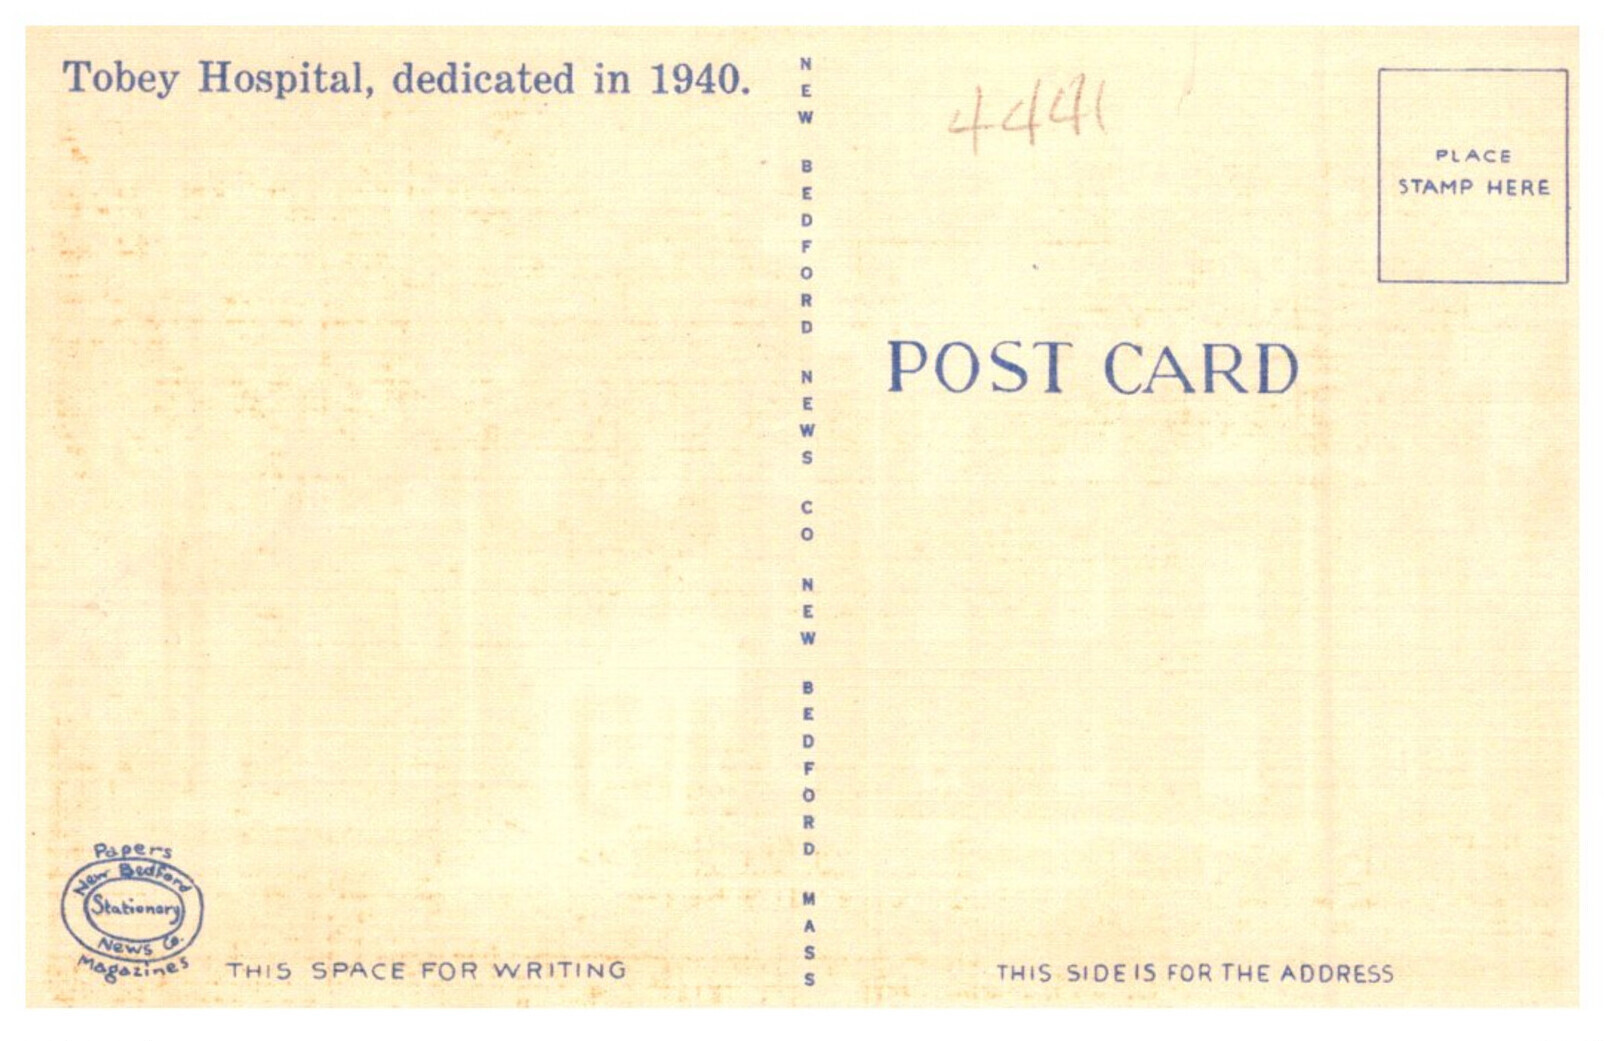 Tobey Hospital, dedicated in 1940.
NEW BEDFORD NEWS CO NEW BEDFORD MASS
4441
PLACE
STAMP HERE
POST CARD
Papers
New Bedford
Stationary
News Co.
Magazines
THIS SPACE FOR WRITING
THIS SIDE IS FOR THE ADDRESS